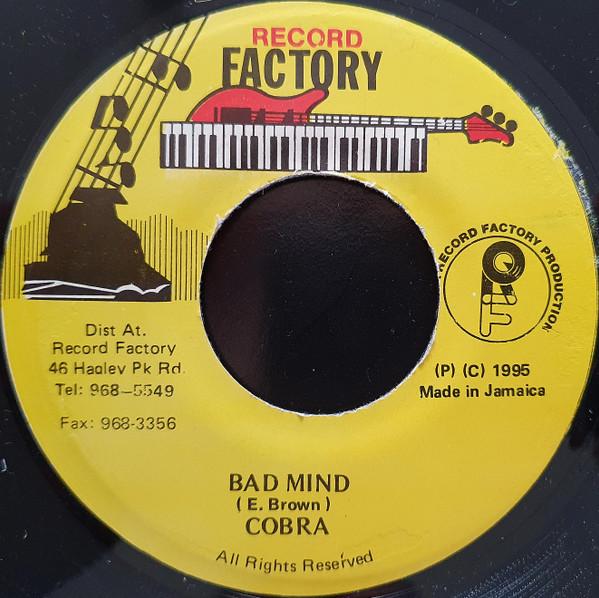 RECORD
FACTORY
RECORD FACTORY PRODUCTION
RF
Dist At.
Record Factory
46 Hagley Pk Rd.
Tel: 968-5549
Fax: 968-3356
(P) (C) 1995
Made in Jamaica
BAD MIND
( E. Brown )
COBRA
All Rights Reserved